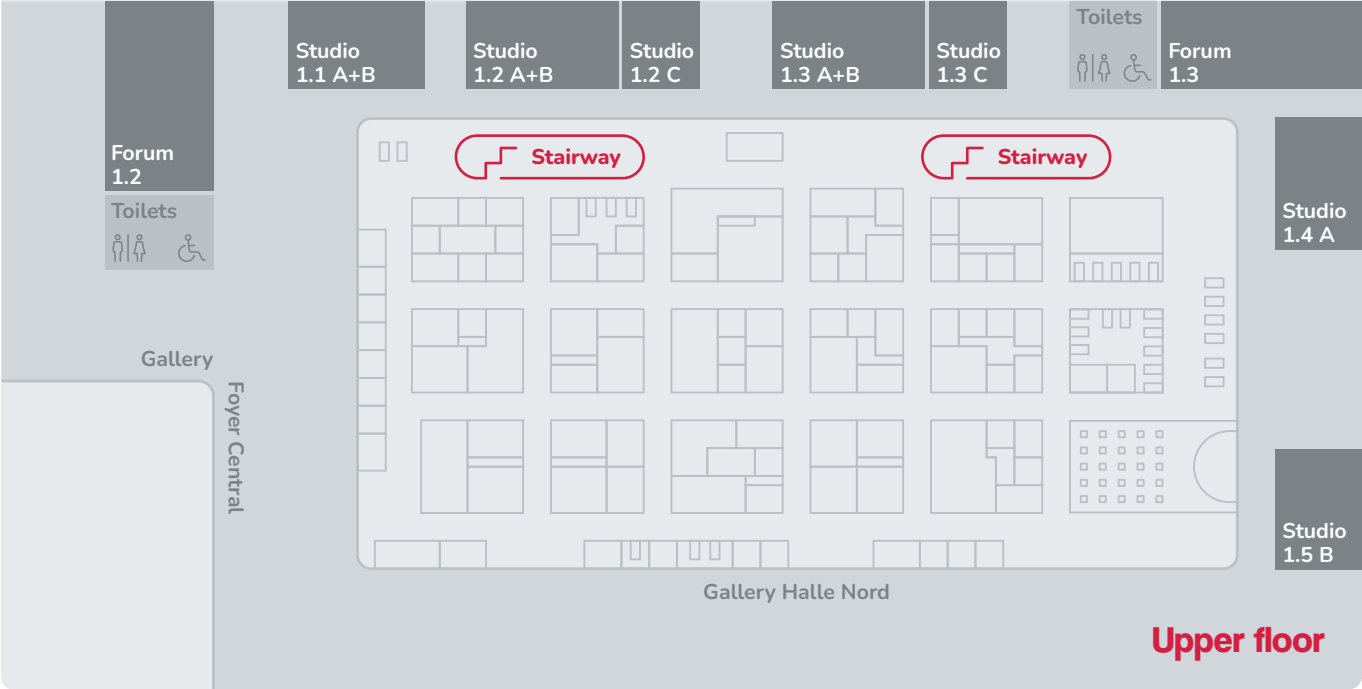 Toilets
Studio
1.1 A+B
Studio
1.2 A+B
Studio
1.2 C
Studio
1.3 A+B
Studio
1.3 C
Forum
1.3
Forum
1.2
Stairway
Stairway
Toilets
Studio
1.4 A
Gallery
Foyer Central
Studio
1.5 B
Gallery Halle Nord
Upper floor